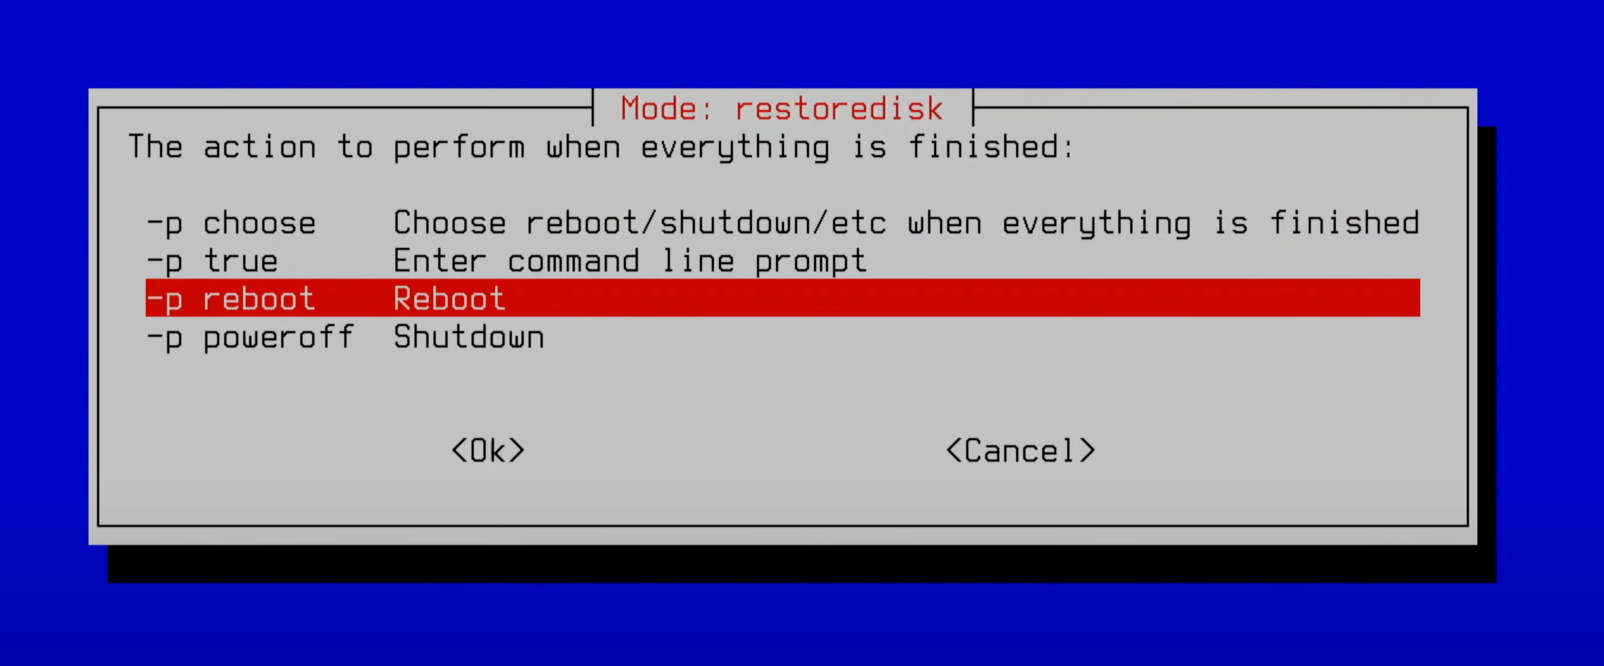 Mode: restoredisk
The action to perform when everything is finished:
-p choose Choose reboot/shutdown/etc when everything is finished
-p true Enter command line prompt
-p reboot Reboot
-p poweroff Shutdown
<Ok> <Cancel>